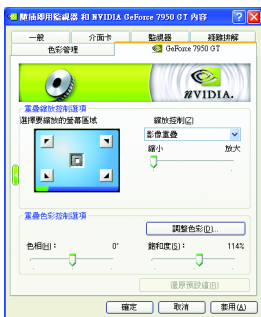 隨插即用監視器 和 NVIDIA GeForce 7950 GT 內容
一般
介面卡
監視器
疑難排解
色彩管理
GeForce 7950 GT
NVIDIA.
重疊縮放控制選項
選擇要縮放的螢幕區域
縮放控制(Z)
影像重疊
縮小
放大
重疊色彩控制選項
調整色彩(D)...
色相(H)：
0°
飽和度(S)：
114%
還原預設值(R)
確定
取消
套用(A)